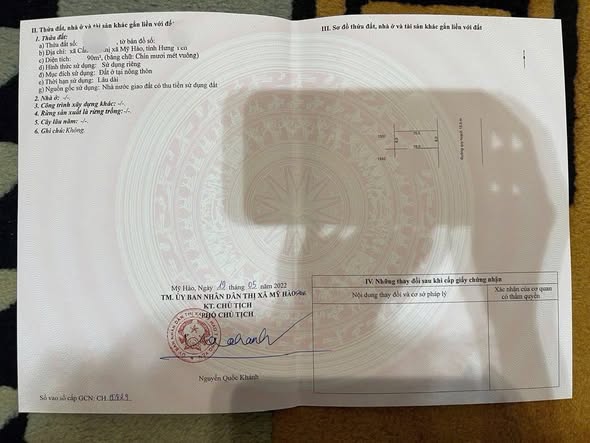 II. Thửa đất, nhà ở và tài sản khác gắn liền với đất
1. Thửa đất:
a) Thửa đất số: , tờ bản đồ số:
b) Địa chỉ: xã Cẩ ị xã Mỹ Hào, tỉnh Hưng Yên
c) Diện tích: 90m², (bằng chữ: Chín mươi mét vuông)
d) Hình thức sử dụng: Sử dụng riêng
đ) Mục đích sử dụng: Đất ở tại nông thôn
e) Thời hạn sử dụng: Lâu dài
g) Nguồn gốc sử dụng: Nhà nước giao đất có thu tiền sử dụng đất
2. Nhà ở: -/-.
3. Công trình xây dựng khác: -/-.
4. Rừng sản xuất là rừng trồng: -/-.
5. Cây lâu năm: -/-.
6. Ghi chú: Không.
Mỹ Hào, Ngày 19 tháng 05 năm 2022
TM. ỦY BAN NHÂN DÂN THỊ XÃ MỸ HÀO
KT. CHỦ TỊCH
PHÓ CHỦ TỊCH
Nguyễn Quốc Khánh
Số vào sổ cấp GCN: CH
III. Sơ đồ thửa đất, nhà ở và tài sản khác gắn liền với đất
IV. Những thay đổi sau khi cấp giấy chứng nhận
Nội dung thay đổi và cơ sở pháp lý
Xác nhận của cơ quan
có thẩm quyền